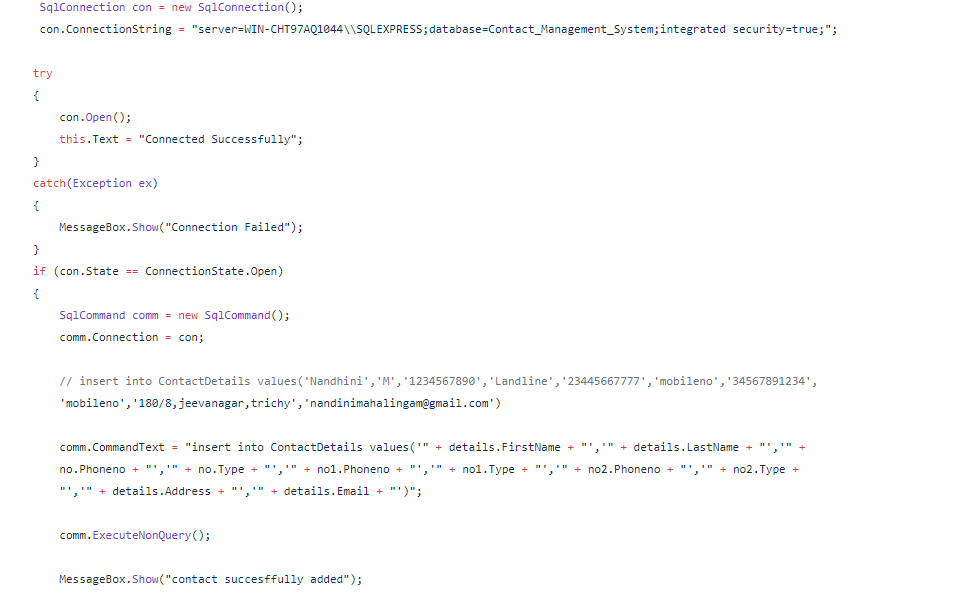 SqlConnection con = new SqlConnection();
con.ConnectionString = "server=WIN-CHT97AQ1044\\SQLEXPRESS;database=Contact_Management_System;integrated security=true;";
try
{
con.Open();
this.Text = "Connected Successfully";
}
catch(Exception ex)
{
MessageBox.Show("Connection Failed");
}
if (con.State == ConnectionState.Open)
{
SqlCommand comm = new SqlCommand();
comm.Connection = con;
// insert into ContactDetails values('Nandhini','M','1234567890','Landline','23445667777','mobileno','34567891234',
'mobileno','180/8,jeevanagar,trichy','nandinimahalingam@gmail.com')
comm.CommandText = "insert into ContactDetails values('" + details.FirstName + "','" + details.LastName + "','" +
no.Phoneno + "','" + no.Type + "','" + no1.Phoneno + "','" + no1.Type + "','" + no2.Phoneno + "','" + no2.Type +
"','" + details.Address + "','" + details.Email + "')";
comm.ExecuteNonQuery();
MessageBox.Show("contact succesffully added");